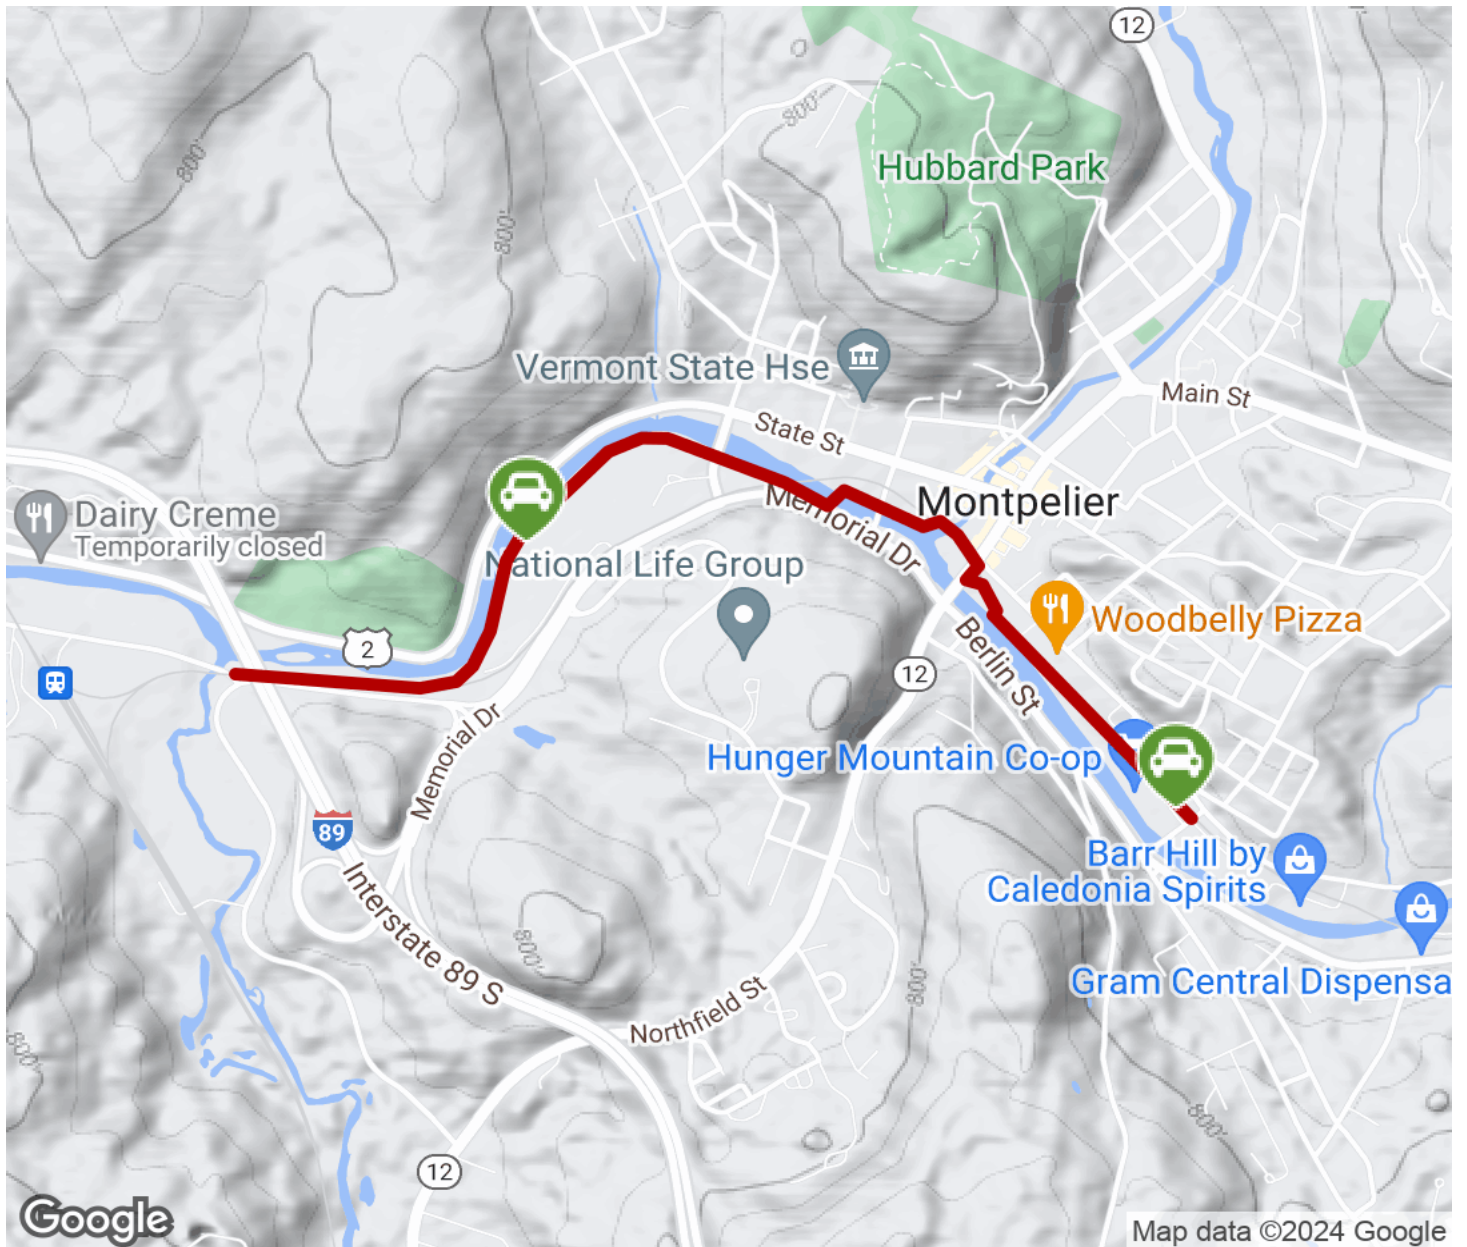 12
800'
800'
Hubbard Park
800'
Vermont State Hse
Main St
State St
Dairy Creme
Temporarily closed
Montpelier
Memorial Dr
National Life Group
Woodbelly Pizza
2
12
Berlin St
Memorial Dr
Hunger Mountain Co-op
89
Barr Hill by
Caledonia Spirits
Interstate 89 S
800'
800'
Gram Central Dispensa
Northfield St
800'
800'
12
Google
Map data ©2024 Google